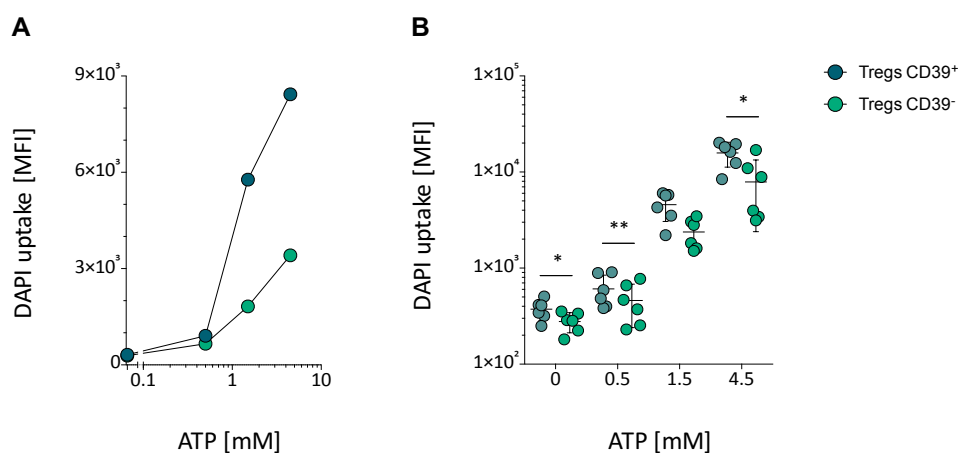 A
9×10³
6×10³
3×10³
0
0.1
1
10
DAPI uptake [MFI]
ATP [mM]
B
1×10⁵
1×10⁴
1×10³
1×10²
0
0.5
1.5
4.5
DAPI uptake [MFI]
ATP [mM]
*
**
*
Tregs CD39⁺
Tregs CD39⁻